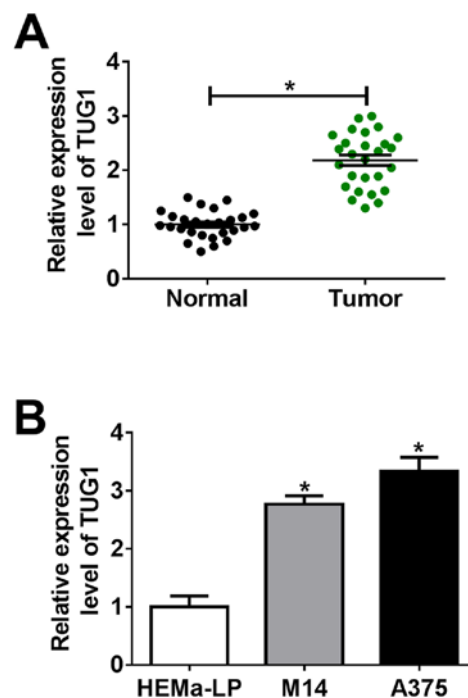 A
Relative expression
level of TUG1
4
3
2
1
0
*
Normal
Tumor
B
Relative expression
level of TUG1
4
3
2
1
0
*
*
HEMa-LP
M14
A375